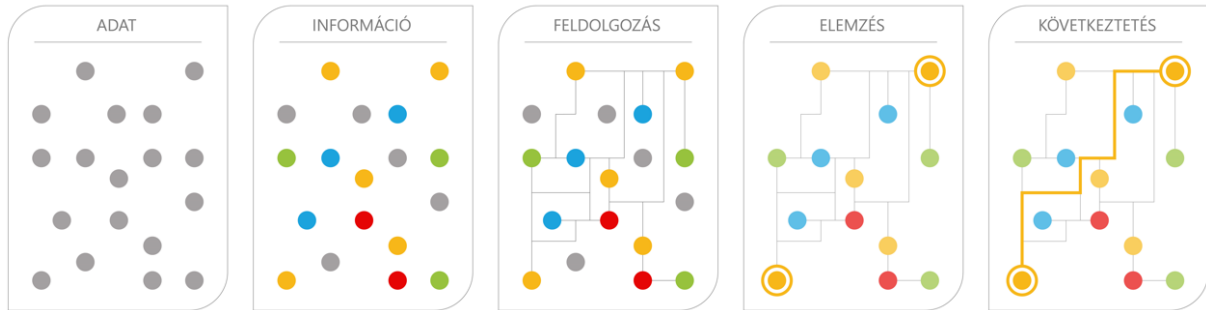 ADAT
INFORMÁCIÓ
FELDOLGOZÁS
ELEMZÉS
KÖVETKEZTETÉS